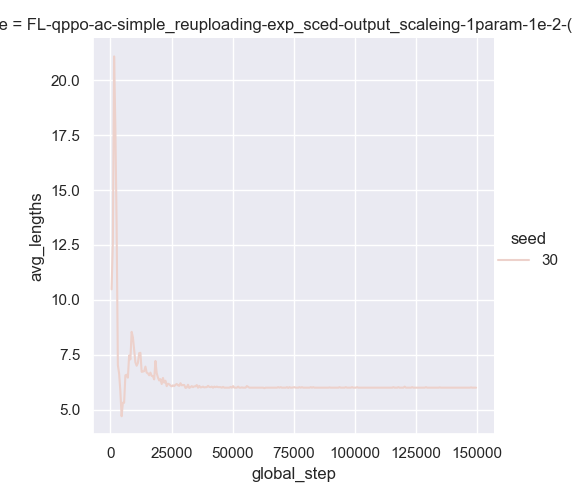 e = FL-qppo-ac-simple_reuploading-exp_sced-output_scaleing-1param-1e-2-(
20.0
17.5
15.0
12.5
10.0
7.5
5.0
avg_lengths
seed
30
0 25000 50000 75000 100000 125000 150000
global_step